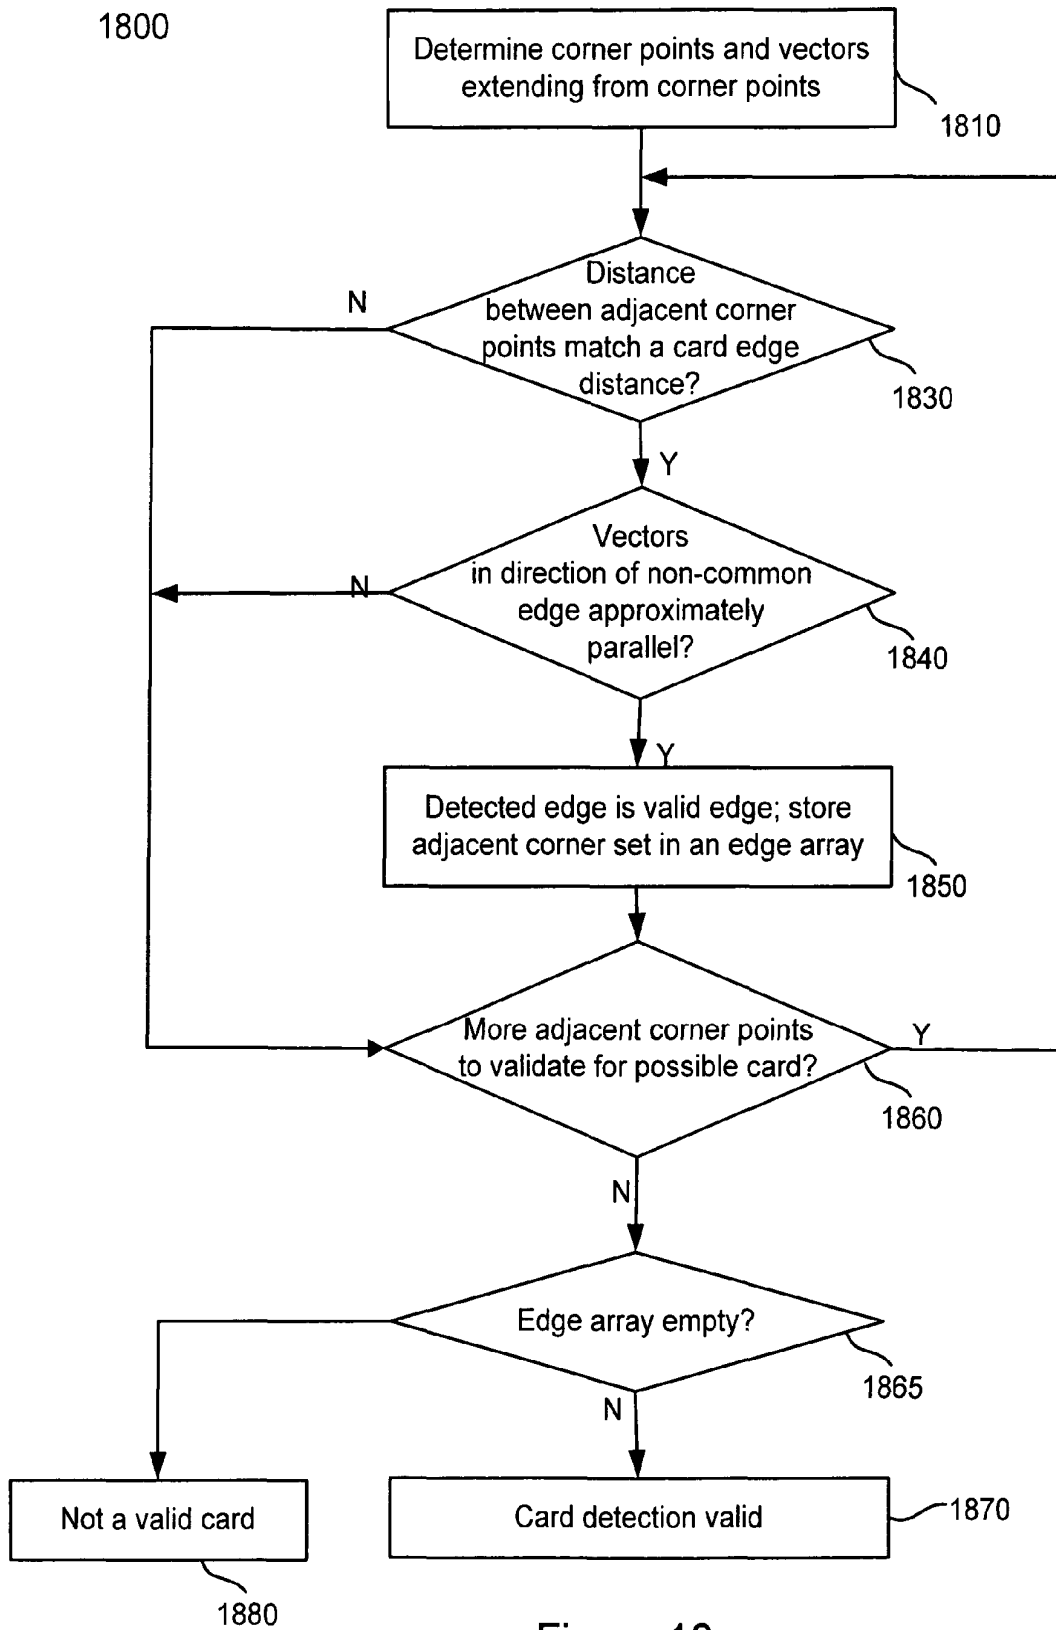 1800
Determine corner points and vectors
extending from corner points
1810
Distance
between adjacent corner
points match a card edge
distance?
N
1830
Y
Vectors
in direction of non-common
edge approximately
parallel?
N
1840
Y
Detected edge is valid edge; store
adjacent corner set in an edge array
1850
More adjacent corner points
to validate for possible card?
Y
1860
N
Edge array empty?
1865
N
Not a valid card
Card detection valid
1870
1880